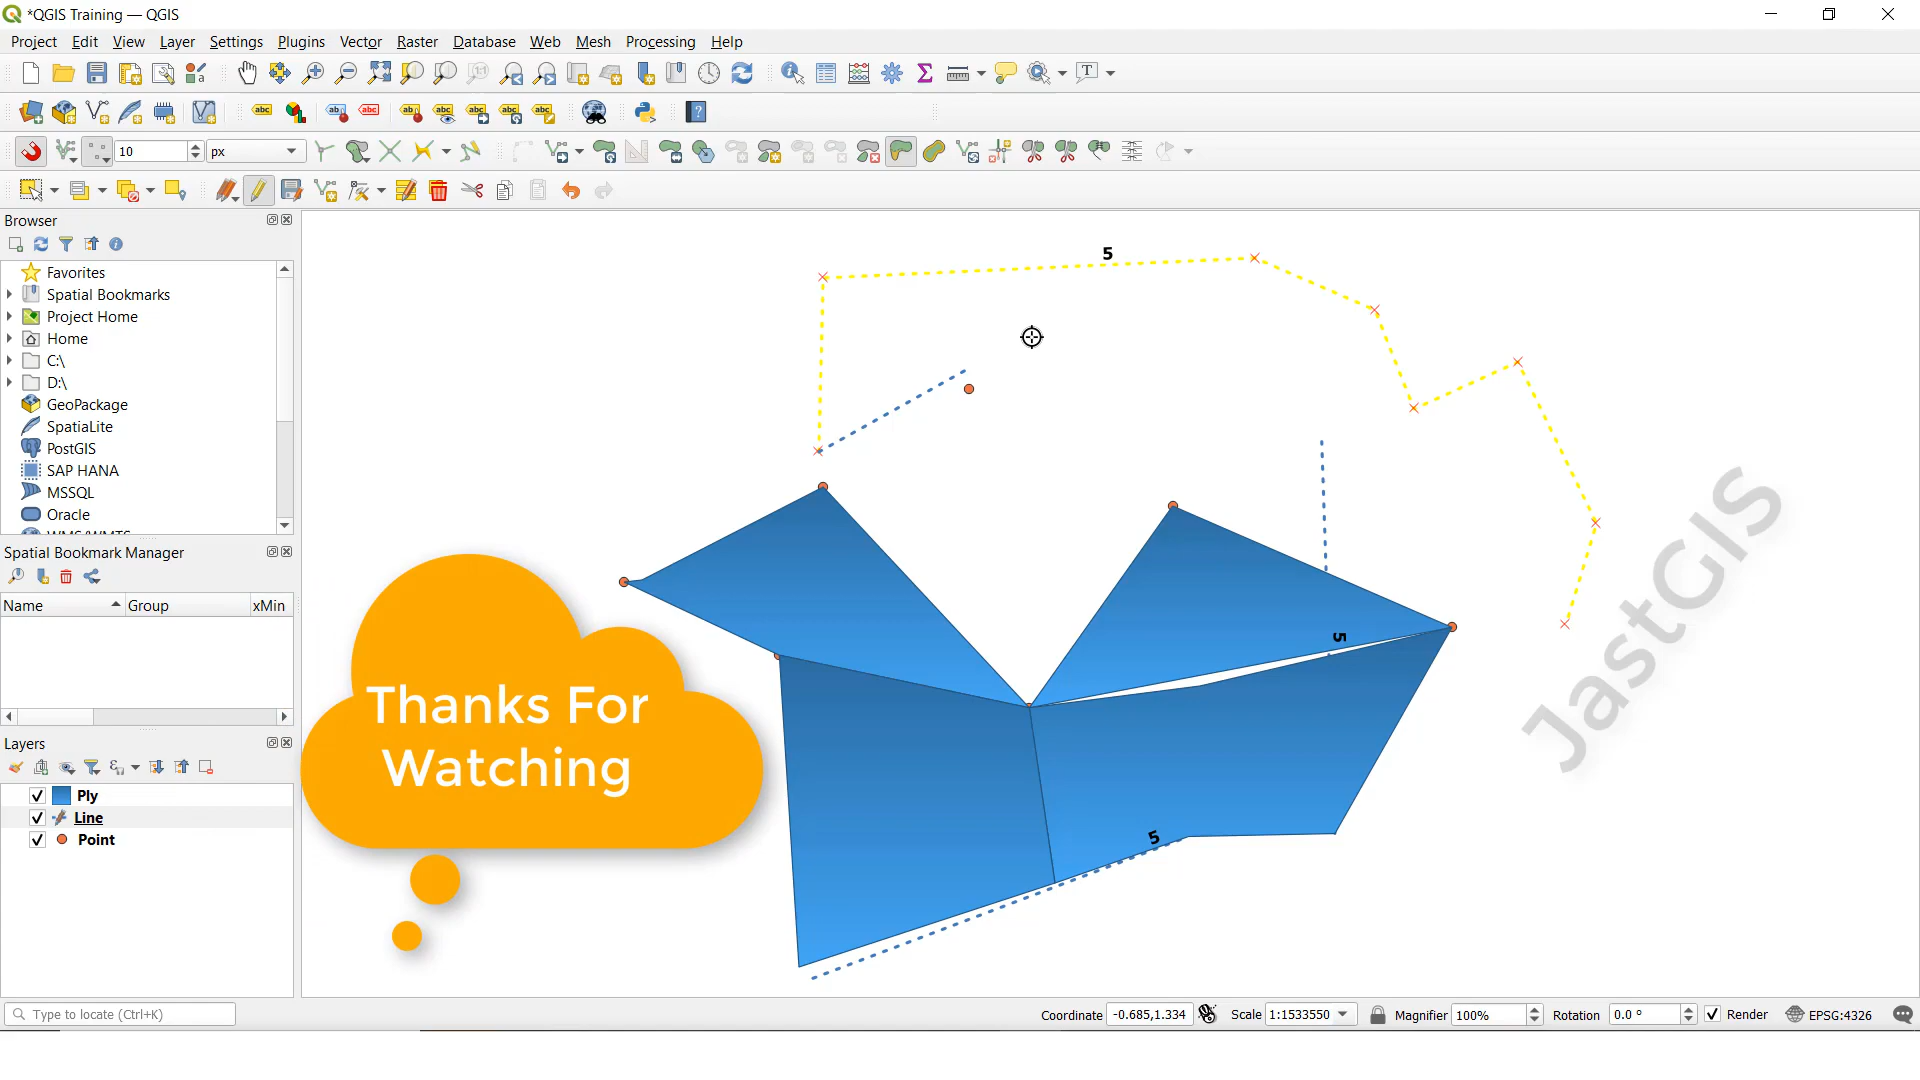 *QGIS Training — QGIS
Project Edit View Layer Settings Plugins Vector Raster Database Web Mesh Processing Help
10 px
Browser
Favorites
Spatial Bookmarks
Project Home
Home
C:\
D:\
GeoPackage
SpatiaLite
PostGIS
SAP HANA
MSSQL
Oracle
WMS/WMTS
Spatial Bookmark Manager
Name Group xMin
Layers
Ply
Line
Point
5
5
5
Thanks For
Watching
JastGIS
Type to locate (Ctrl+K)
Coordinate -0.685,1.334 Scale 1:1533550 Magnifier 100% Rotation 0.0 ° Render EPSG:4326